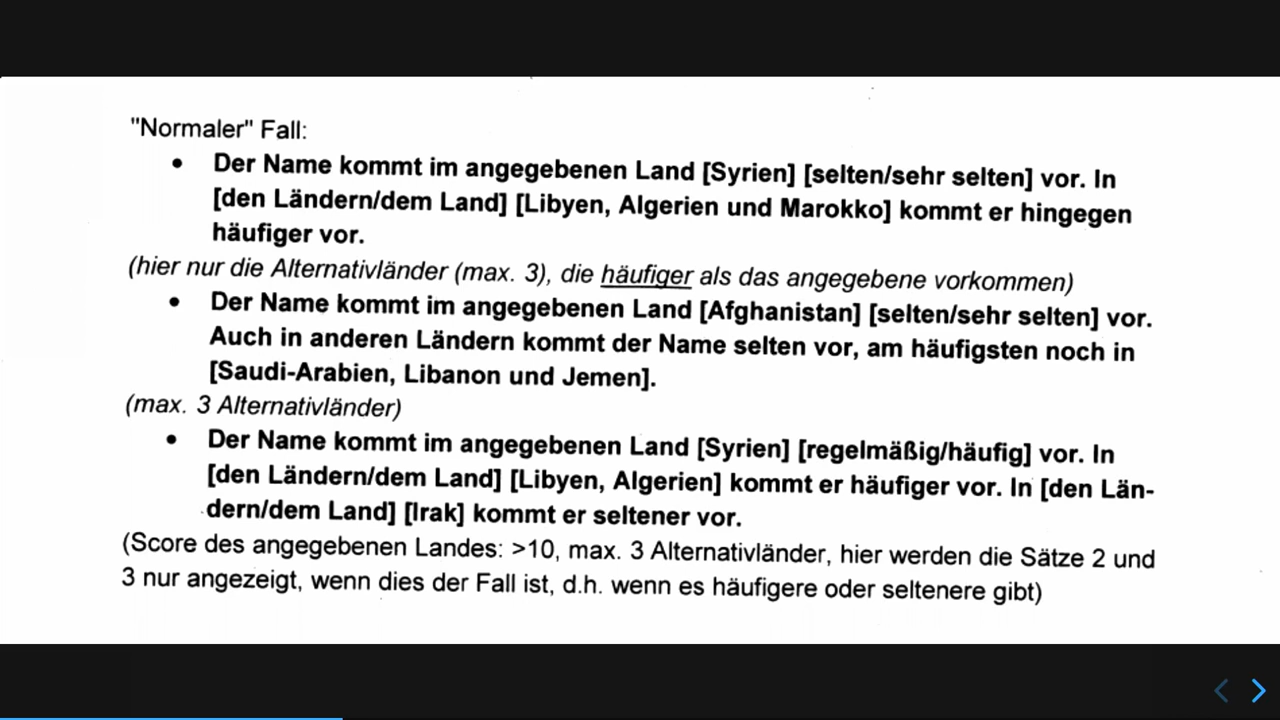 "Normaler" Fall:
• Der Name kommt im angegebenen Land [Syrien] [selten/sehr selten] vor. In
[den Ländern/dem Land] [Libyen, Algerien und Marokko] kommt er hingegen
häufiger vor.
(hier nur die Alternativländer (max. 3), die häufiger als das angegebene vorkommen)
• Der Name kommt im angegebenen Land [Afghanistan] [selten/sehr selten] vor.
Auch in anderen Ländern kommt der Name selten vor, am häufigsten noch in
[Saudi-Arabien, Libanon und Jemen].
(max. 3 Alternativländer)
• Der Name kommt im angegebenen Land [Syrien] [regelmäßig/häufig] vor. In
[den Ländern/dem Land] [Libyen, Algerien] kommt er häufiger vor. In [den Län-
dern/dem Land] [Irak] kommt er seltener vor.
(Score des angegebenen Landes: >10, max. 3 Alternativländer, hier werden die Sätze 2 und
3 nur angezeigt, wenn dies der Fall ist, d.h. wenn es häufigere oder seltenere gibt)